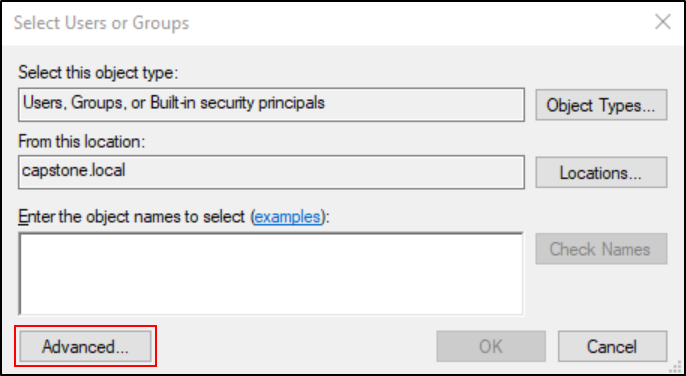 Select Users or Groups
Select this object type:
Users, Groups, or Built-in security principals
Object Types...
From this location:
capstone.local
Locations...
Enter the object names to select (examples):
Check Names
Advanced...
OK
Cancel